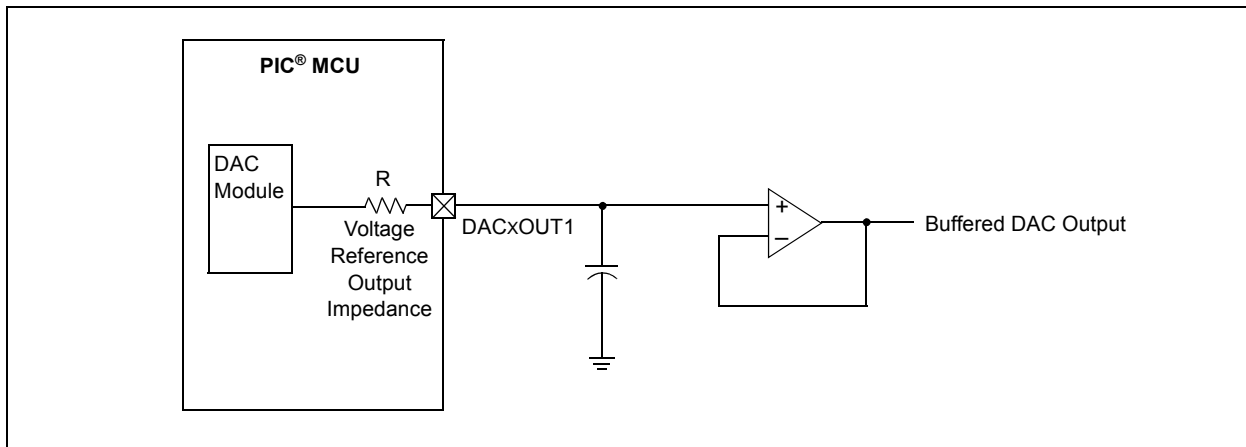 PIC® MCU
DAC
Module
R
Voltage
Reference
Output
Impedance
DACxOUT1
+
–
Buffered DAC Output